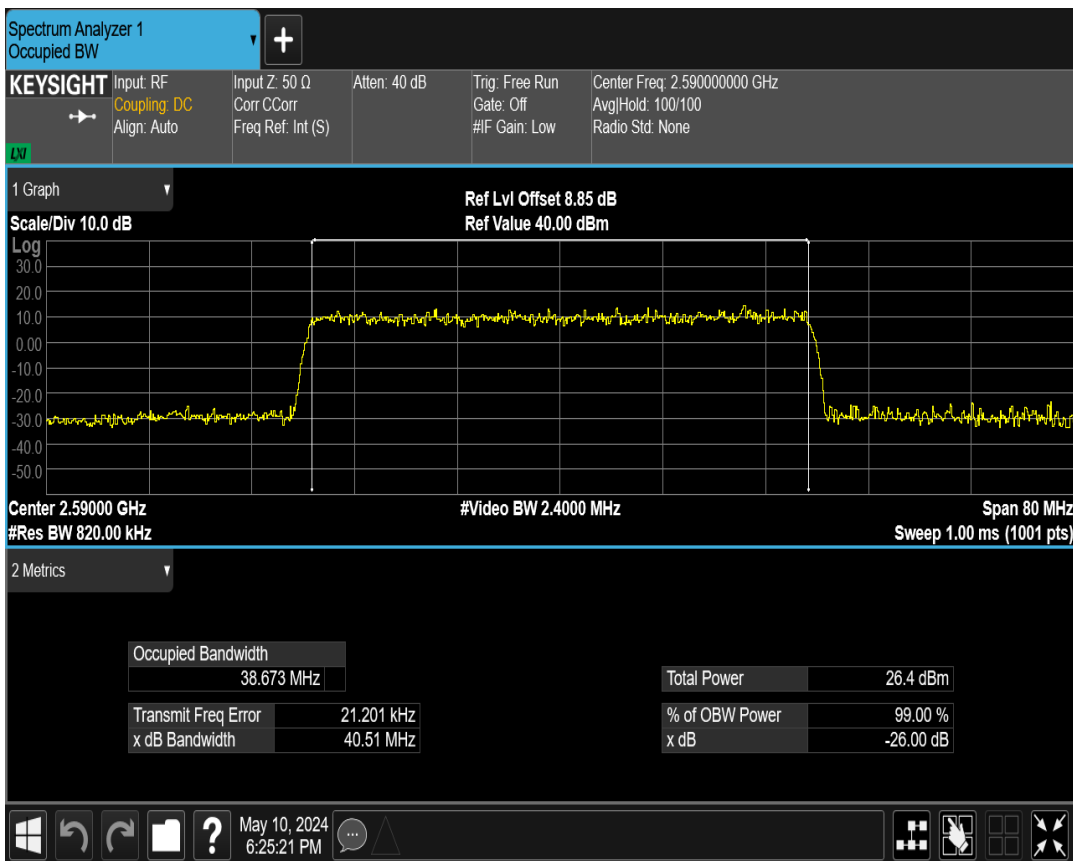 Spectrum Analyzer 1
Occupied BW
KEYSIGHT
LXI
Input: RF
Coupling: DC
Align: Auto
Input Z: 50 Ω
Corr CCorr
Freq Ref: Int (S)
Atten: 40 dB
Trig: Free Run
Gate: Off
#IF Gain: Low
Center Freq: 2.590000000 GHz
Avg|Hold: 100/100
Radio Std: None
1 Graph
Scale/Div 10.0 dB
Ref Lvl Offset 8.85 dB
Ref Value 40.00 dBm
Log
30.0
20.0
10.0
0.00
-10.0
-20.0
-30.0
-40.0
-50.0
Center 2.59000 GHz
#Res BW 820.00 kHz
#Video BW 2.4000 MHz
Span 80 MHz
Sweep 1.00 ms (1001 pts)
2 Metrics
Occupied Bandwidth
38.673 MHz
Transmit Freq Error 21.201 kHz
x dB Bandwidth 40.51 MHz
Total Power 26.4 dBm
% of OBW Power 99.00 %
x dB -26.00 dB
?
May 10, 2024
6:25:21 PM